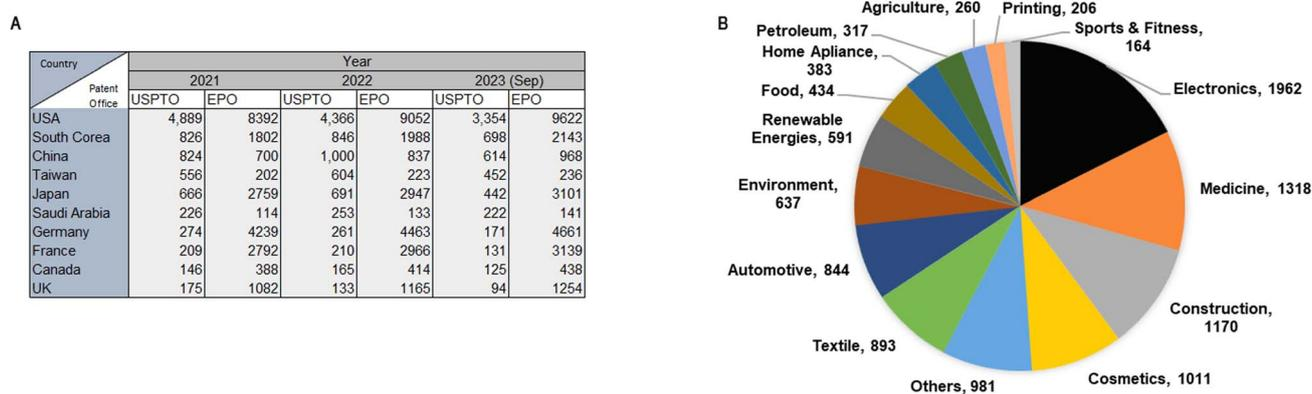 A
Country
Patent
Office
Year
2021 2022 2023 (Sep)
USPTO EPO USPTO EPO USPTO EPO
USA 4,889 8392 4,366 9052 3,354 9622
South Corea 826 1802 846 1988 698 2143
China 824 700 1,000 837 614 968
Taiwan 556 202 604 223 452 236
Japan 666 2759 691 2947 442 3101
Saudi Arabia 226 114 253 133 222 141
Germany 274 4239 261 4463 171 4661
France 209 2792 210 2966 131 3139
Canada 146 388 165 414 125 438
UK 175 1082 133 1165 94 1254
B
Agriculture, 260
Printing, 206
Petroleum, 317
Sports & Fitness,
164
Home Apliance,
383
Electronics, 1962
Food, 434
Renewable
Energies, 591
Environment,
637
Medicine, 1318
Automotive, 844
Construction,
1170
Textile, 893
Cosmetics, 1011
Others, 981